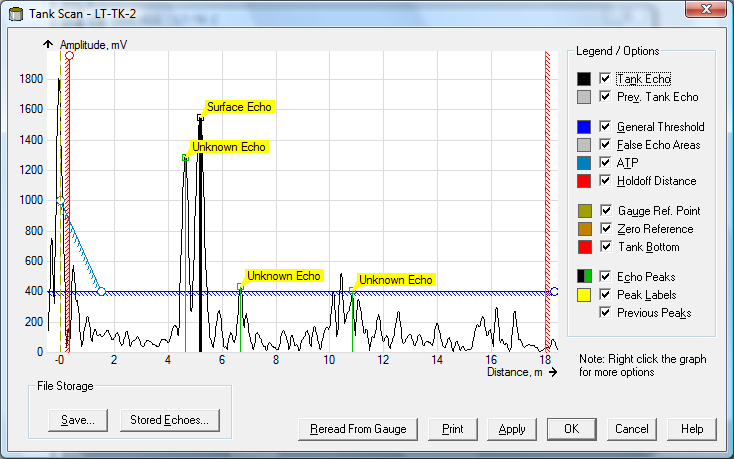 Tank Scan - LT-TK-2
Amplitude, mV
Legend / Options
1800
1600
1400
1200
1000
800
600
400
200
0
Surface Echo
Unknown Echo
Unknown Echo
Unknown Echo
-0
2
4
6
8
10
12
14
16
18
Distance, m
Tank Echo
Prev. Tank Echo
General Threshold
False Echo Areas
ATP
Holdoff Distance
Gauge Ref. Point
Zero Reference
Tank Bottom
Echo Peaks
Peak Labels
Previous Peaks
Note: Right click the graph
for more options
File Storage
Save...
Stored Echoes...
Reread From Gauge
Print
Apply
OK
Cancel
Help